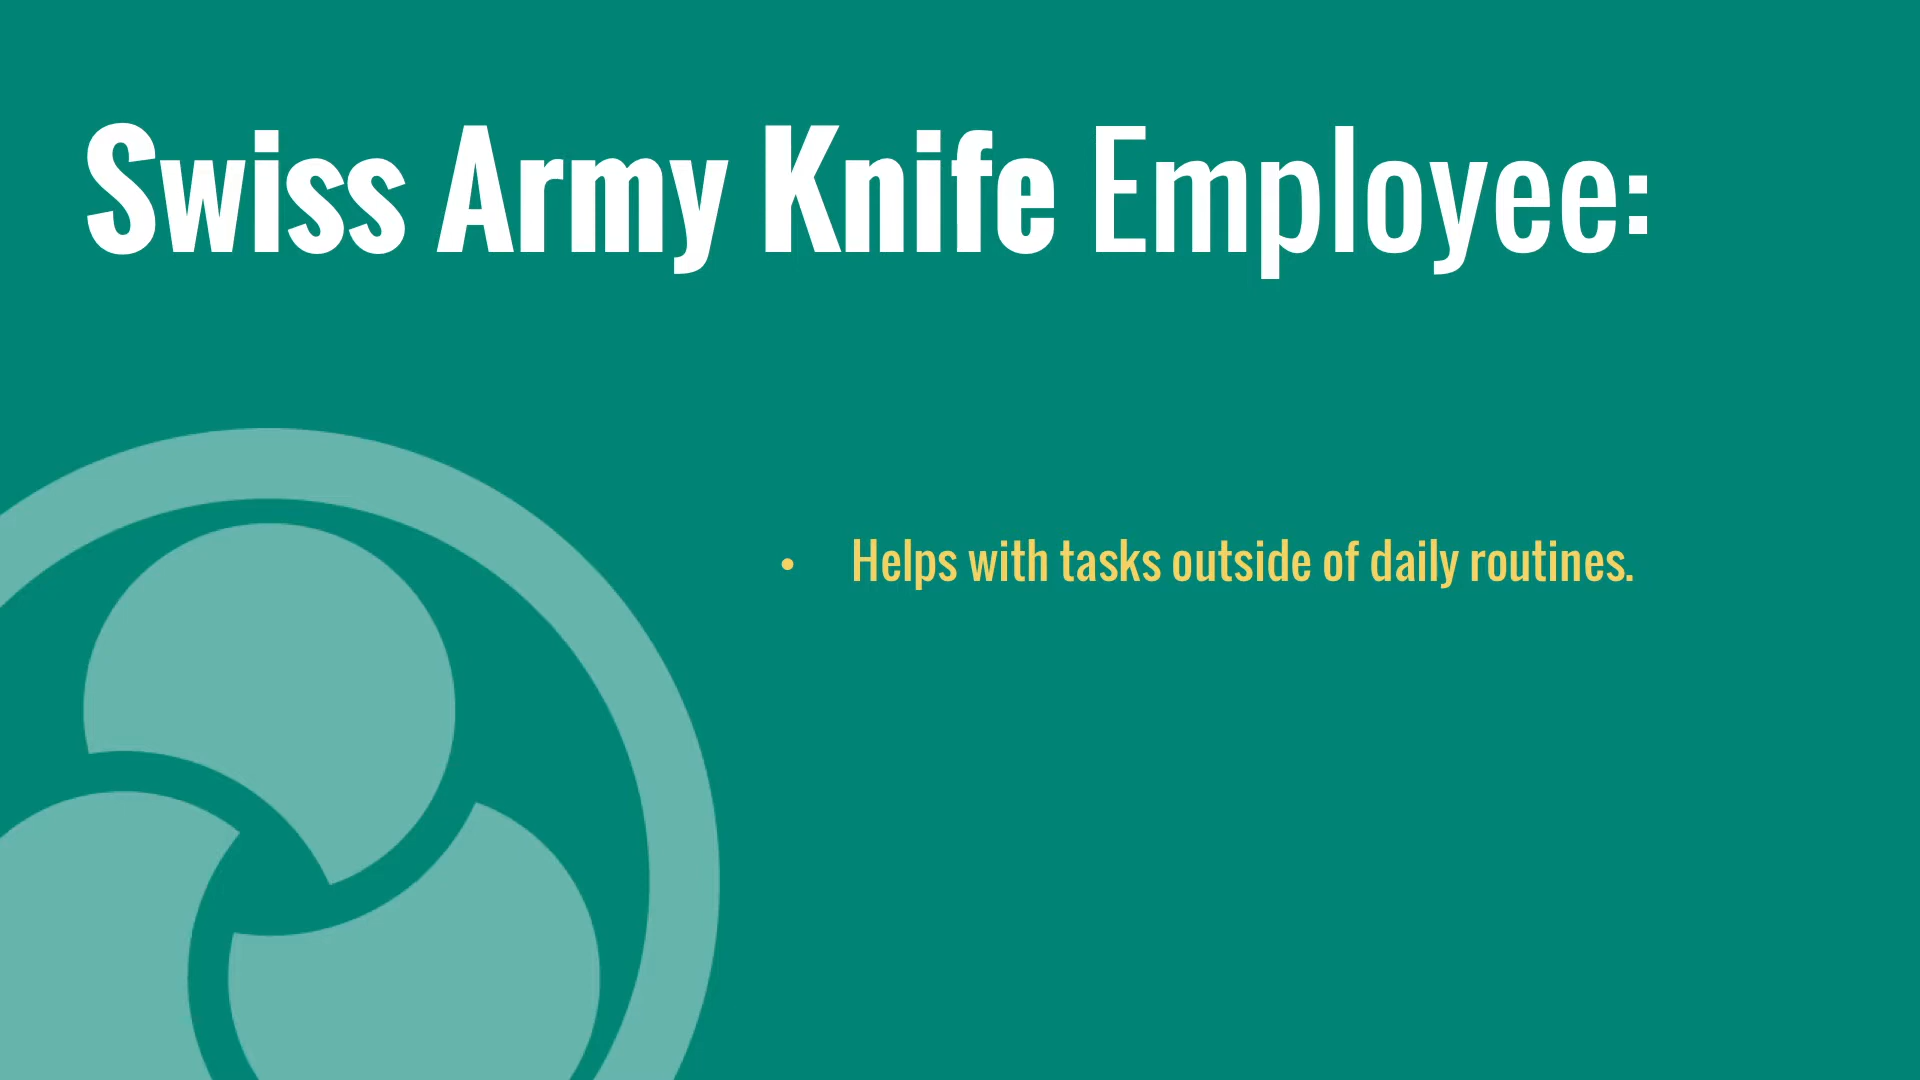 Swiss Army Knife Employee:
• Helps with tasks outside of daily routines.